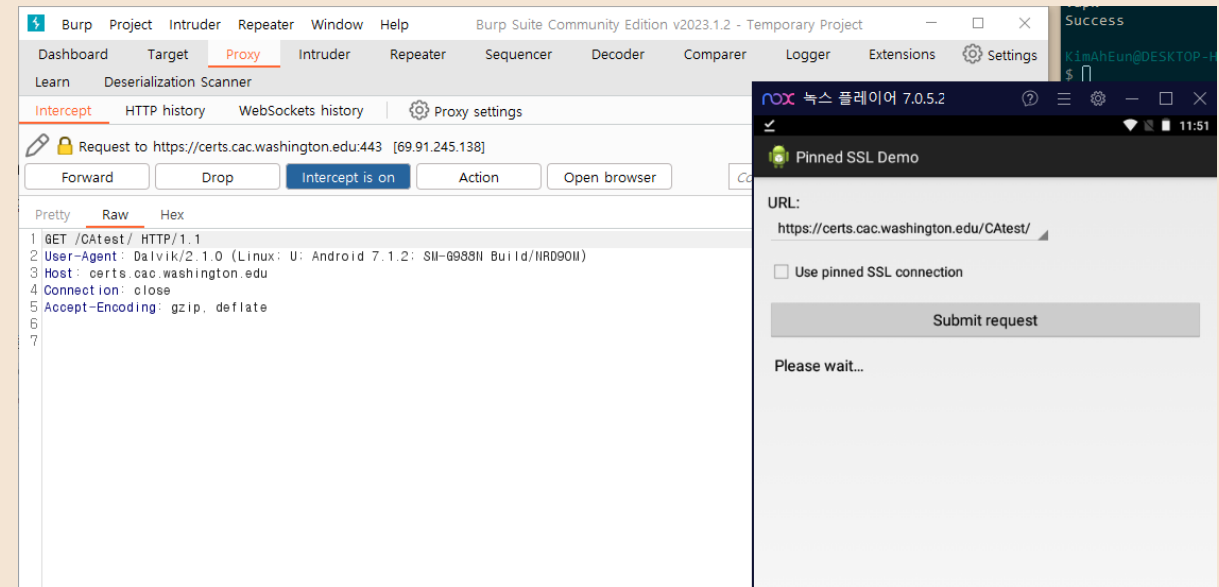 Burp Project Intruder Repeater Window Help Burp Suite Community Edition v2023.1.2 - Temporary Project
Dashboard Target Proxy Intruder Repeater Sequencer Decoder Comparer Logger Extensions Settings
Learn Deserialization Scanner
Intercept HTTP history WebSockets history Proxy settings
Request to https://certs.cac.washington.edu:443 [69.91.245.138]
Forward Drop Intercept is on Action Open browser
Pretty Raw Hex
1 GET /CAtest/ HTTP/1.1
2 User-Agent: Dalvik/2.1.0 (Linux; U; Android 7.1.2; SM-G988N Build/NRD90M)
3 Host: certs.cac.washington.edu
4 Connection: close
5 Accept-Encoding: gzip, deflate
6
7
Success
KimAhEun@DESKTOP-H
$
nox 녹스 플레이어 7.0.5.2
11:51
Pinned SSL Demo
URL:
https://certs.cac.washington.edu/CAtest/
Use pinned SSL connection
Submit request
Please wait...